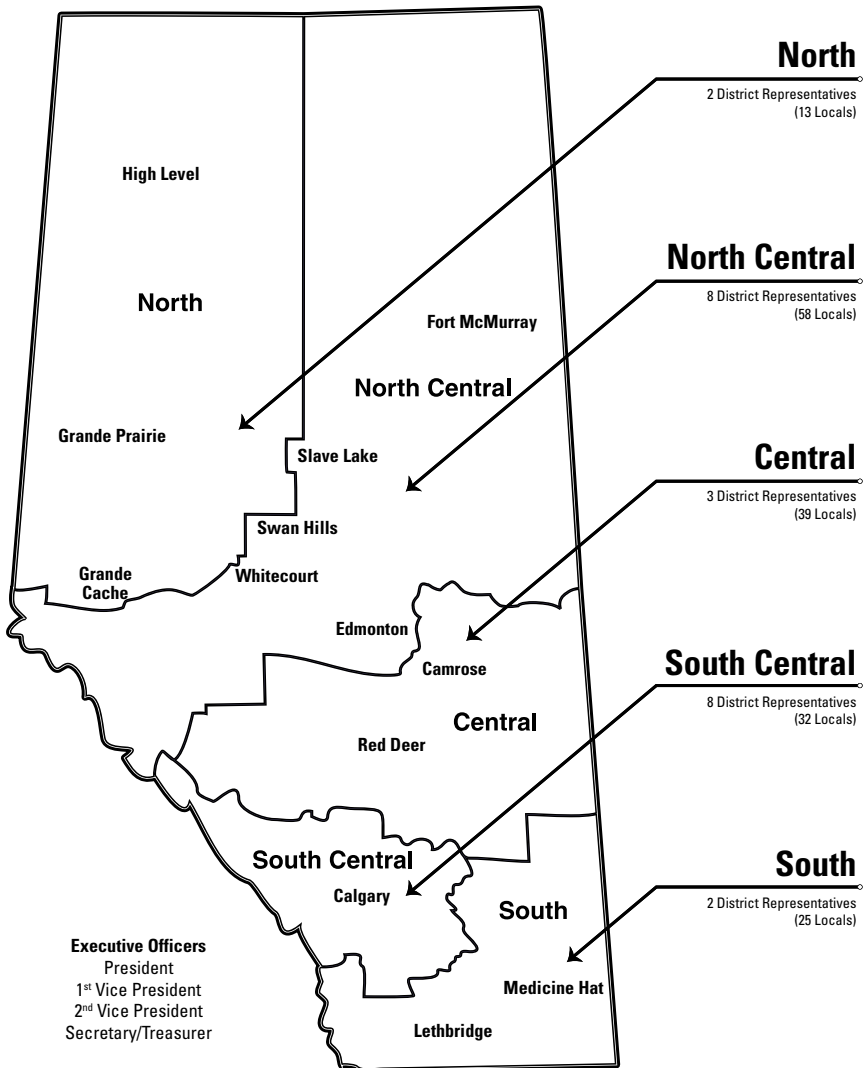 North
2 District Representatives
(13 Locals)
High Level
North Central
8 District Representatives
(58 Locals)
North
Fort McMurray
North Central
Grande Prairie
Slave Lake
Central
3 District Representatives
(39 Locals)
Swan Hills
Grande
Cache
Whitecourt
Edmonton
Camrose
South Central
8 District Representatives
(32 Locals)
Central
Red Deer
South Central
Calgary
South
2 District Representatives
(25 Locals)
South
Medicine Hat
Lethbridge
Executive Officers
President
1st Vice President
2nd Vice President
Secretary/Treasurer